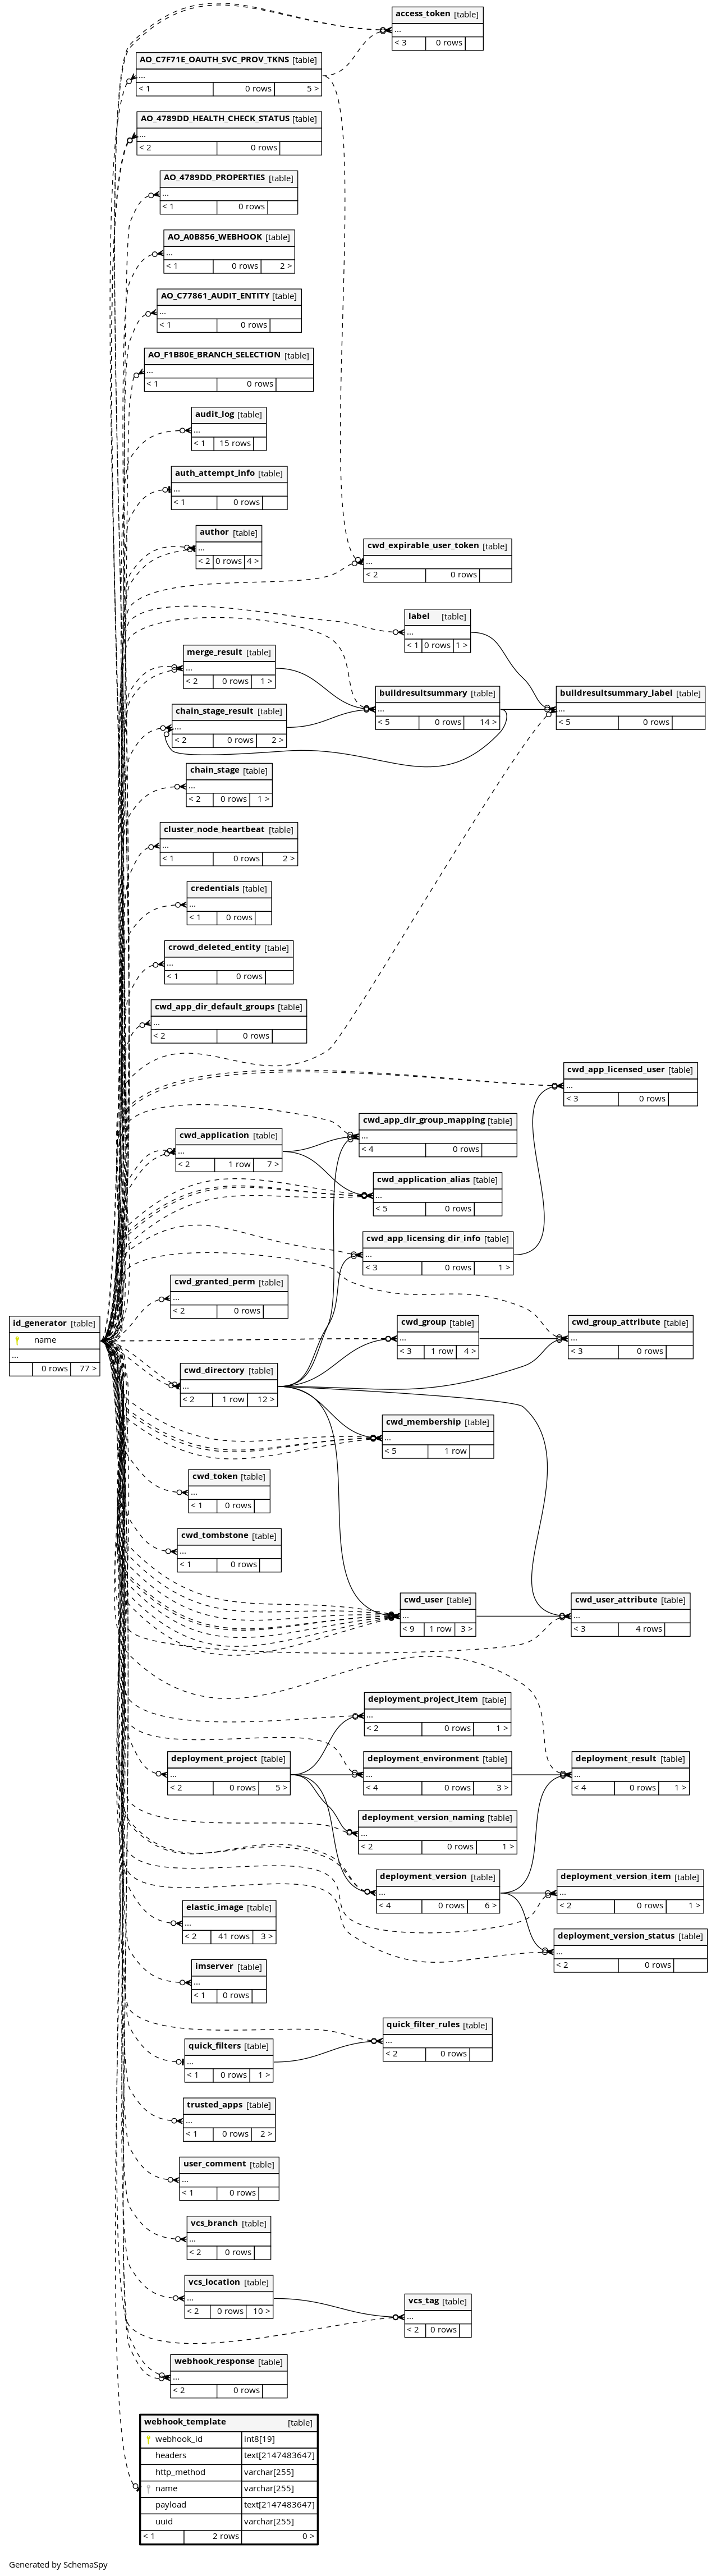 access_token [table]
...
< 3 0 rows
AO_C7F71E_OAUTH_SVC_PROV_TKNS [table]
...
< 1 0 rows 5 >
AO_4789DD_HEALTH_CHECK_STATUS [table]
...
< 2 0 rows
AO_4789DD_PROPERTIES [table]
...
< 1 0 rows
AO_A0B856_WEBHOOK [table]
...
< 1 0 rows 2 >
AO_C77861_AUDIT_ENTITY [table]
...
< 1 0 rows
AO_F1B80E_BRANCH_SELECTION [table]
...
< 1 0 rows
audit_log [table]
...
< 1 15 rows
auth_attempt_info [table]
...
< 1 0 rows
author [table]
...
< 2 0 rows 4 >
cwd_expirable_user_token [table]
...
< 2 0 rows
label [table]
...
< 1 0 rows 1 >
merge_result [table]
...
< 2 0 rows 1 >
buildresultsummary [table]
...
< 5 0 rows 14 >
buildresultsummary_label [table]
...
< 5 0 rows
chain_stage_result [table]
...
< 2 0 rows 2 >
chain_stage [table]
...
< 2 0 rows 1 >
cluster_node_heartbeat [table]
...
< 1 0 rows 2 >
credentials [table]
...
< 1 0 rows
crowd_deleted_entity [table]
...
< 1 0 rows
cwd_app_dir_default_groups [table]
...
< 2 0 rows
cwd_app_licensed_user [table]
...
< 3 0 rows
cwd_app_dir_group_mapping [table]
...
< 4 0 rows
cwd_application [table]
...
< 2 1 row 7 >
cwd_application_alias [table]
...
< 5 0 rows
cwd_app_licensing_dir_info [table]
...
< 3 0 rows 1 >
cwd_granted_perm [table]
...
< 2 0 rows
id_generator [table]
name
...
0 rows 77 >
cwd_group [table]
...
< 3 1 row 4 >
cwd_group_attribute [table]
...
< 3 0 rows
cwd_directory [table]
...
< 2 1 row 12 >
cwd_membership [table]
...
< 5 1 row
cwd_token [table]
...
< 1 0 rows
cwd_tombstone [table]
...
< 1 0 rows
cwd_user [table]
...
< 9 1 row 3 >
cwd_user_attribute [table]
...
< 3 4 rows
deployment_project_item [table]
...
< 2 0 rows 1 >
deployment_project [table]
...
< 2 0 rows 5 >
deployment_environment [table]
...
< 4 0 rows 3 >
deployment_result [table]
...
< 4 0 rows 1 >
deployment_version_naming [table]
...
< 2 0 rows 1 >
deployment_version [table]
...
< 4 0 rows 6 >
deployment_version_item [table]
...
< 2 0 rows 1 >
elastic_image [table]
...
< 2 41 rows 3 >
deployment_version_status [table]
...
< 2 0 rows
imserver [table]
...
< 1 0 rows
quick_filter_rules [table]
...
< 2 0 rows
quick_filters [table]
...
< 1 0 rows 1 >
trusted_apps [table]
...
< 1 0 rows 2 >
user_comment [table]
...
< 1 0 rows
vcs_branch [table]
...
< 2 0 rows
vcs_location [table]
...
< 2 0 rows 10 >
vcs_tag [table]
...
< 2 0 rows
webhook_response [table]
...
< 2 0 rows
webhook_template [table]
webhook_id int8[19]
headers text[2147483647]
http_method varchar[255]
name varchar[255]
payload text[2147483647]
uuid varchar[255]
< 1 2 rows 0 >
Generated by SchemaSpy